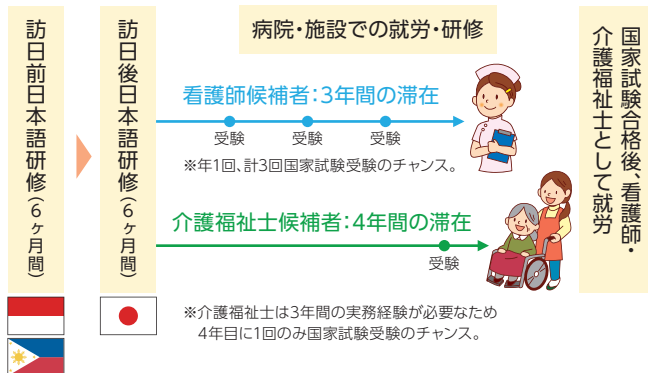 訪日前日本語研修（6ヶ月間）
訪日後日本語研修（6ヶ月間）
病院・施設での就労・研修
看護師候補者：3年間の滞在
受験 受験 受験
※年1回、計3回国家試験受験のチャンス。
介護福祉士候補者：4年間の滞在
受験
※介護福祉士は3年間の実務経験が必要なため
4年目に1回のみ国家試験受験のチャンス。
国家試験合格後、看護師・
介護福祉士として就労